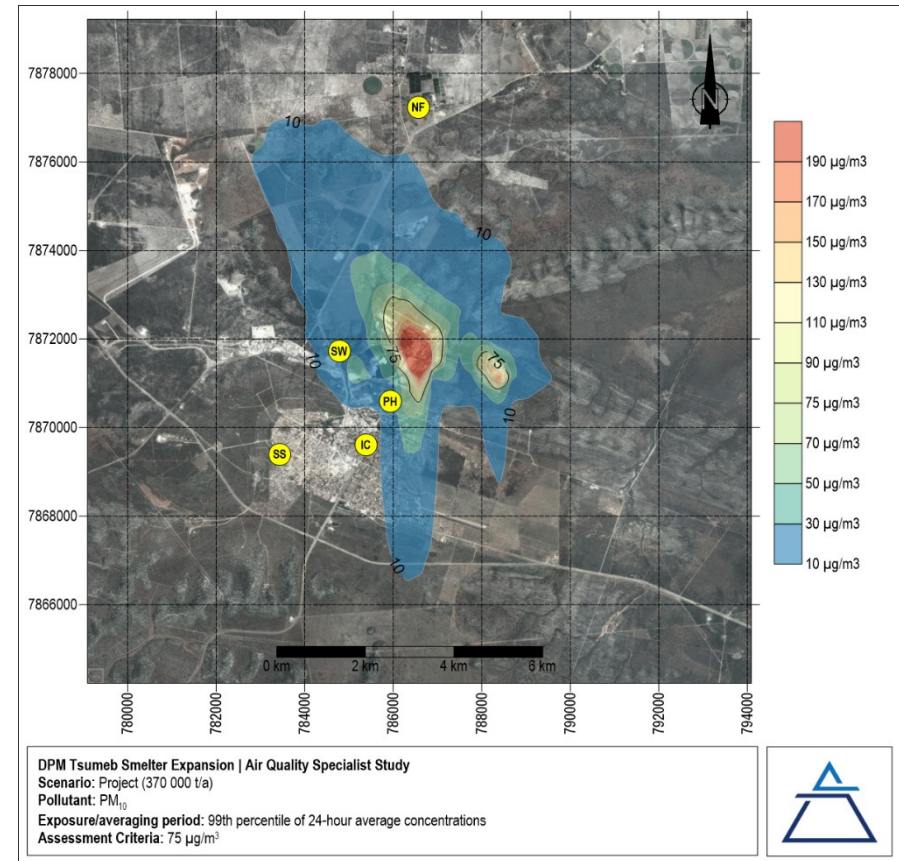 7878000
7876000
7874000
7872000
7870000
7868000
7866000
NF
N
10
10
SW
10
75
75
PH
10
IC
SS
10
0 km 2 km 4 km 6 km
780000
782000
784000
786000
788000
790000
792000
794000
190 µg/m3
170 µg/m3
150 µg/m3
130 µg/m3
110 µg/m3
90 µg/m3
75 µg/m3
70 µg/m3
50 µg/m3
30 µg/m3
10 µg/m3
DPM Tsumeb Smelter Expansion | Air Quality Specialist Study
Scenario: Project (370 000 t/a)
Pollutant: PM₁₀
Exposure/averaging period: 99th percentile of 24-hour average concentrations
Assessment Criteria: 75 µg/m³